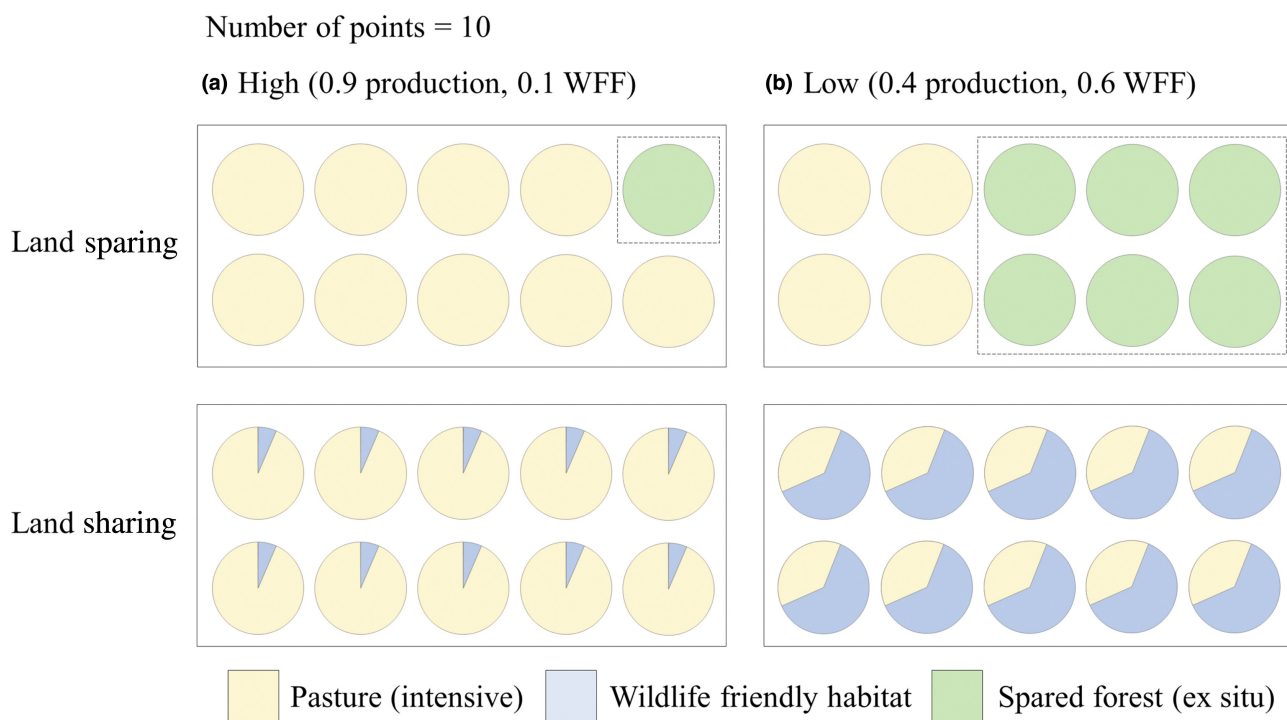 Number of points = 10
(a) High (0.9 production, 0.1 WFF)
(b) Low (0.4 production, 0.6 WFF)
Land sparing
Land sharing
Pasture (intensive)
Wildlife friendly habitat
Spared forest (ex situ)